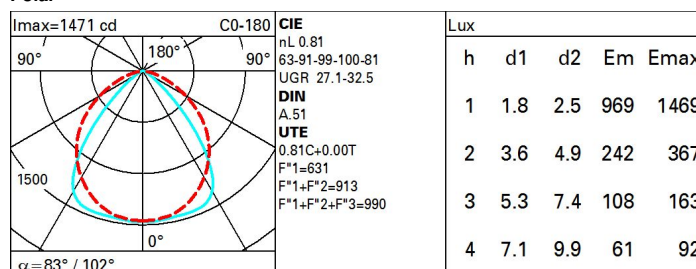 Imax=1471 cd C0-180
90° 180° 90°
1500
0°
α=83° / 102°
CIE
nL 0.81
63-91-99-100-81
UGR 27.1-32.5
DIN
A.51
UTE
0.81C+0.00T
F"1=631
F"1+F"2=913
F"1+F"2+F"3=990
Lux
h d1 d2 Em Emax
1 1.8 2.5 969 1469
2 3.6 4.9 242 367
3 5.3 7.4 108 163
4 7.1 9.9 61 92